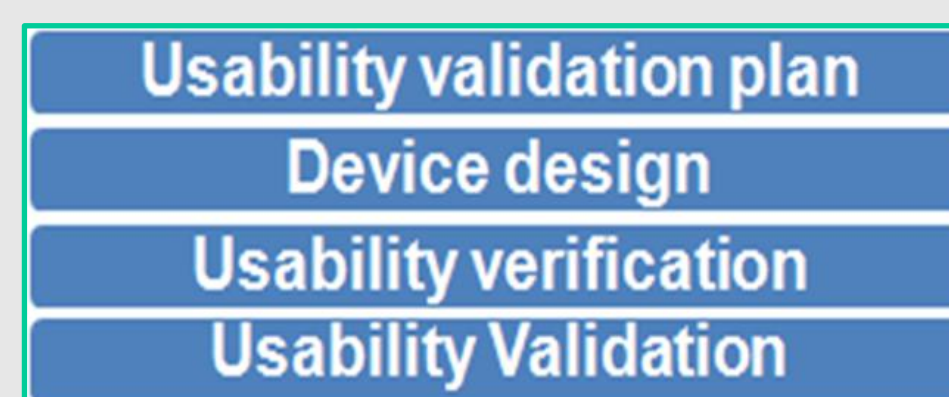 Usability validation plan
Device design
Usability verification
Usability Validation